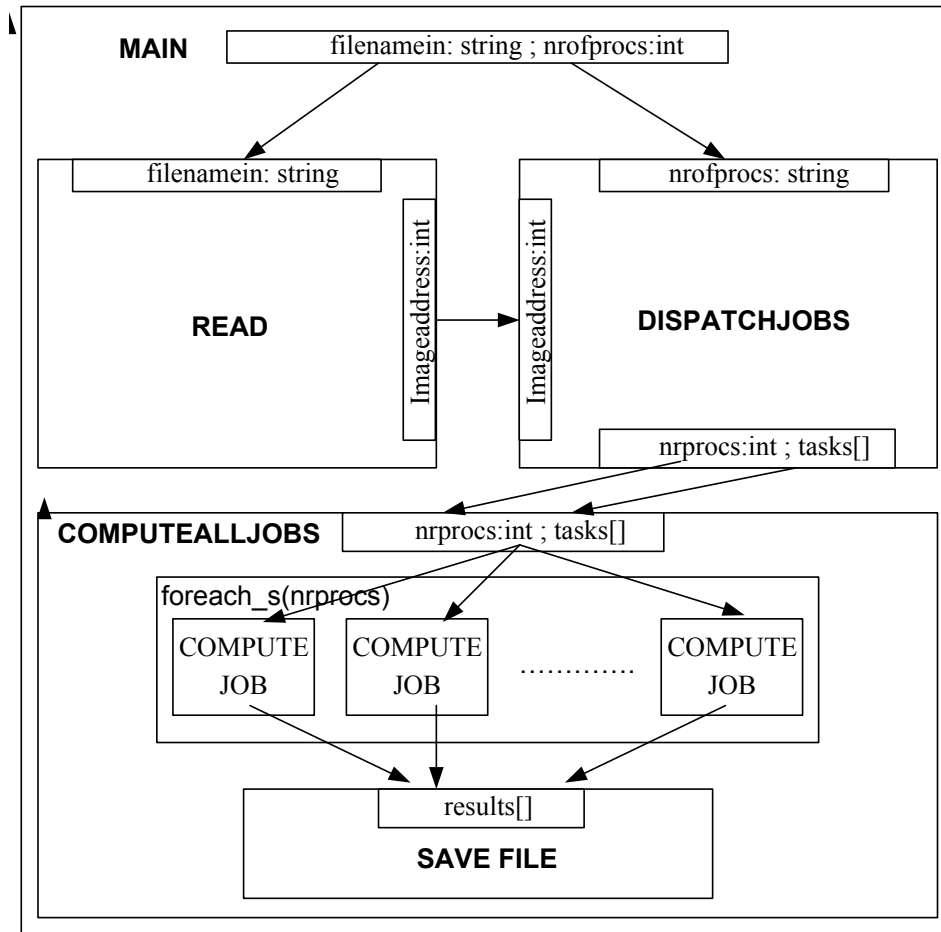 MAIN
filenamein: string ; nrofprocs:int
filenamein: string
nrofprocs: string
Imageaddress:int
Imageaddress:int
READ
DISPATCHJOBS
nrprocs:int ; tasks[]
COMPUTEALLJOBS
nrprocs:int ; tasks[]
foreach_s(nrprocs)
COMPUTE
JOB
COMPUTE
JOB
.............
COMPUTE
JOB
results[]
SAVE FILE